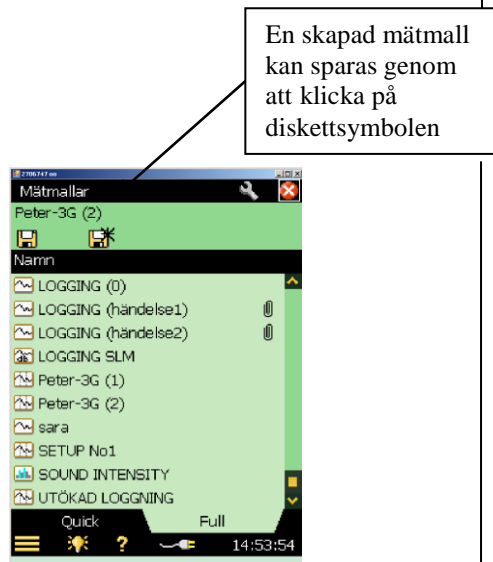 En skapad mätmall
kan sparas genom
att klicka på
diskettsymbolen
2706747 on
Mätmallar
Peter-3G (2)
Namn
LOGGING (0)
LOGGING (händelse1)
LOGGING (händelse2)
LOGGING SLM
Peter-3G (1)
Peter-3G (2)
sara
SETUP No1
SOUND INTENSITY
UTÖKAD LOGGNING
Quick Full
? 14:53:54